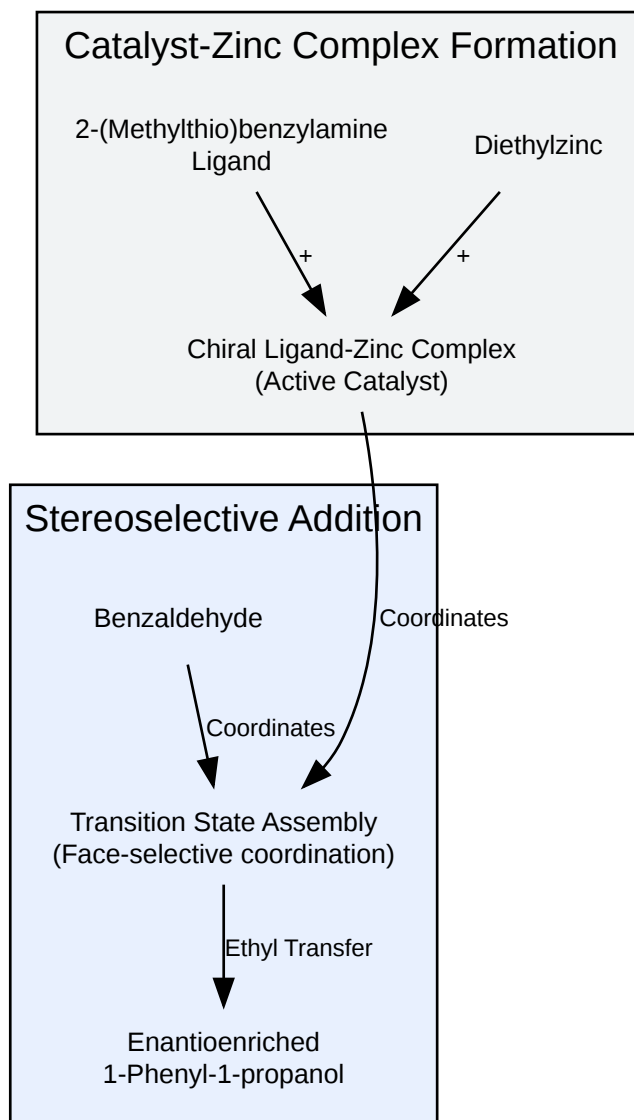 Catalyst-Zinc Complex Formation
2-(Methylthio)benzylamine
Ligand
Diethylzinc
+
+
Chiral Ligand-Zinc Complex
(Active Catalyst)
Stereoselective Addition
Benzaldehyde
Coordinates
Coordinates
Transition State Assembly
(Face-selective coordination)
Ethyl Transfer
Enantioenriched
1-Phenyl-1-propanol